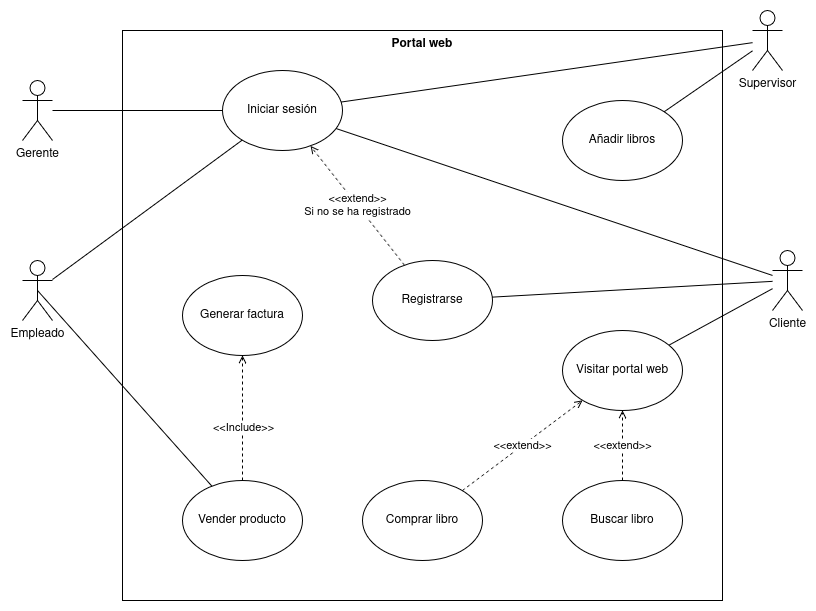 Portal web
Supervisor
Iniciar sesión
Añadir libros
Gerente
<<extend>>
Si no se ha registrado
Empleado
Generar factura
Registrarse
Cliente
Visitar portal web
<<Include>>
<<extend>>
<<extend>>
Vender producto
Comprar libro
Buscar libro